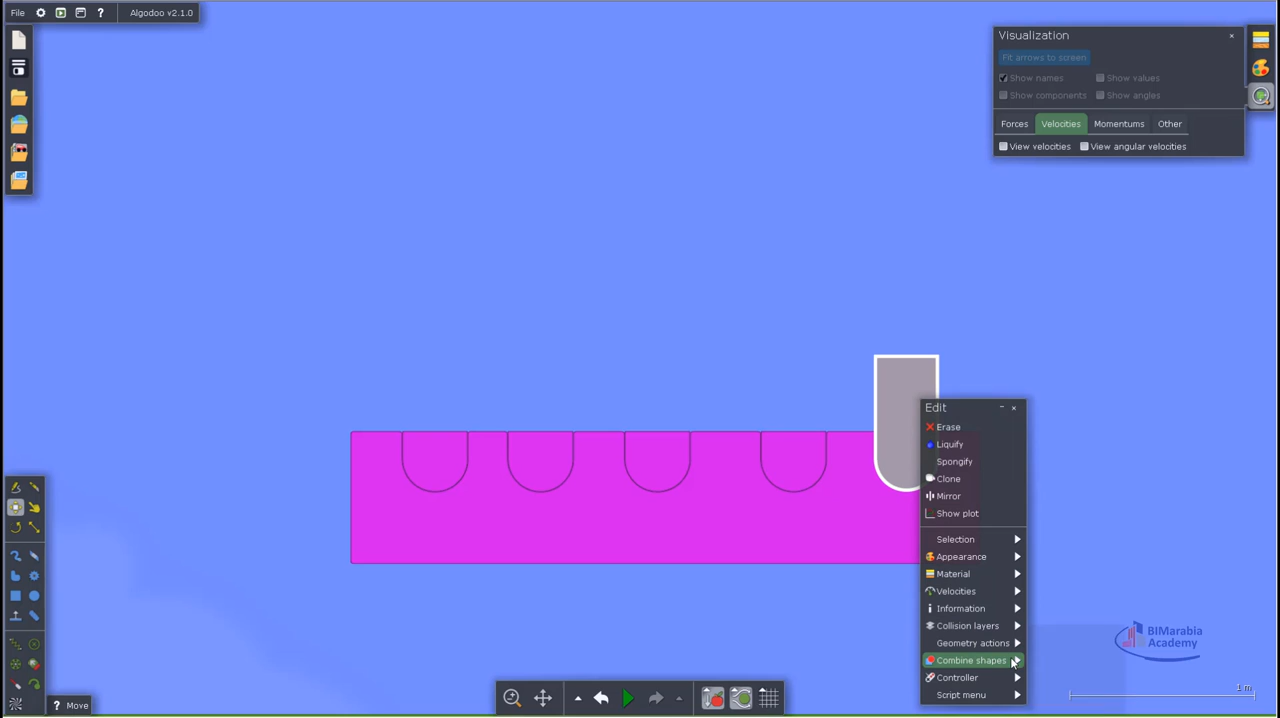 File
Algodoo v2.1.0
Visualization
Fit arrows to screen
Show names
Show values
Show components
Show angles
Forces
Velocities
Momentums
Other
View velocities
View angular velocities
Edit
Erase
Liquify
Spongify
Clone
Mirror
Show plot
Selection
Appearance
Material
Velocities
Information
Collision layers
Geometry actions
Combine shapes
Controller
Script menu
BIMarabia
Academy
1 m
? Move